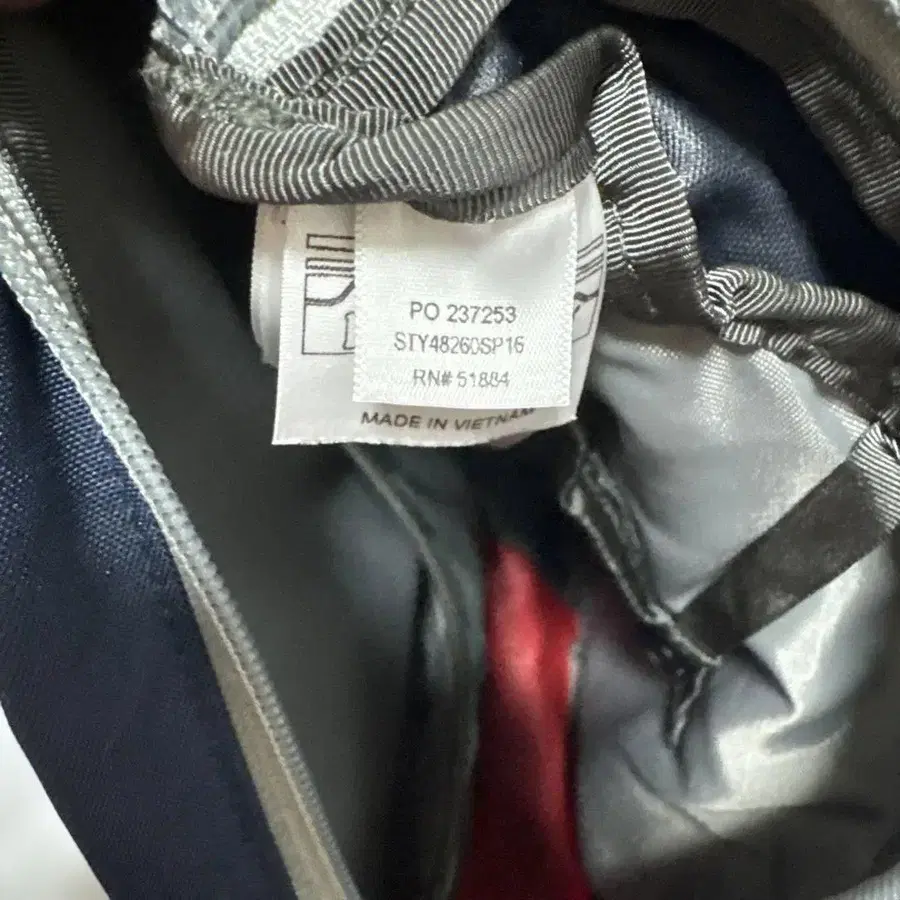 PO 237253
STY48260SP16
RN# 51884
MADE IN VIETNAM